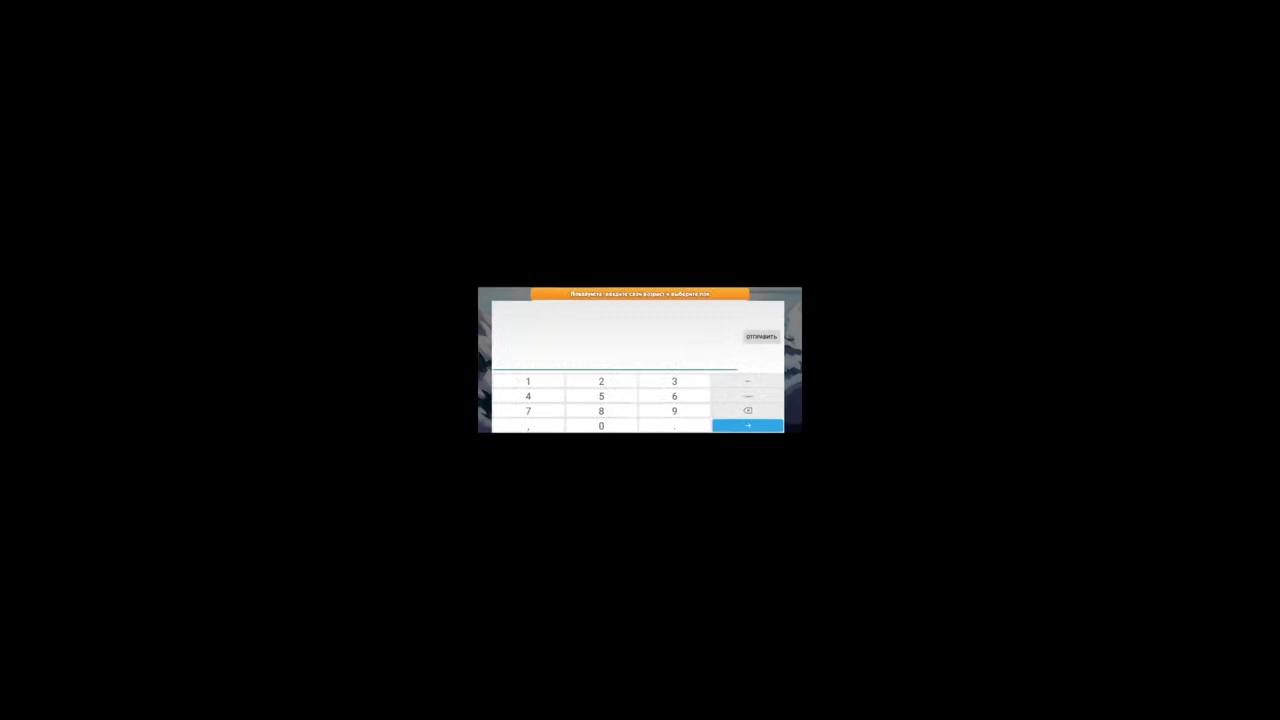 Пожалуйста введите свой возраст и выберите пол
ОТПРАВИТЬ
1 2 3 -
4 5 6
7 8 9
, 0 .